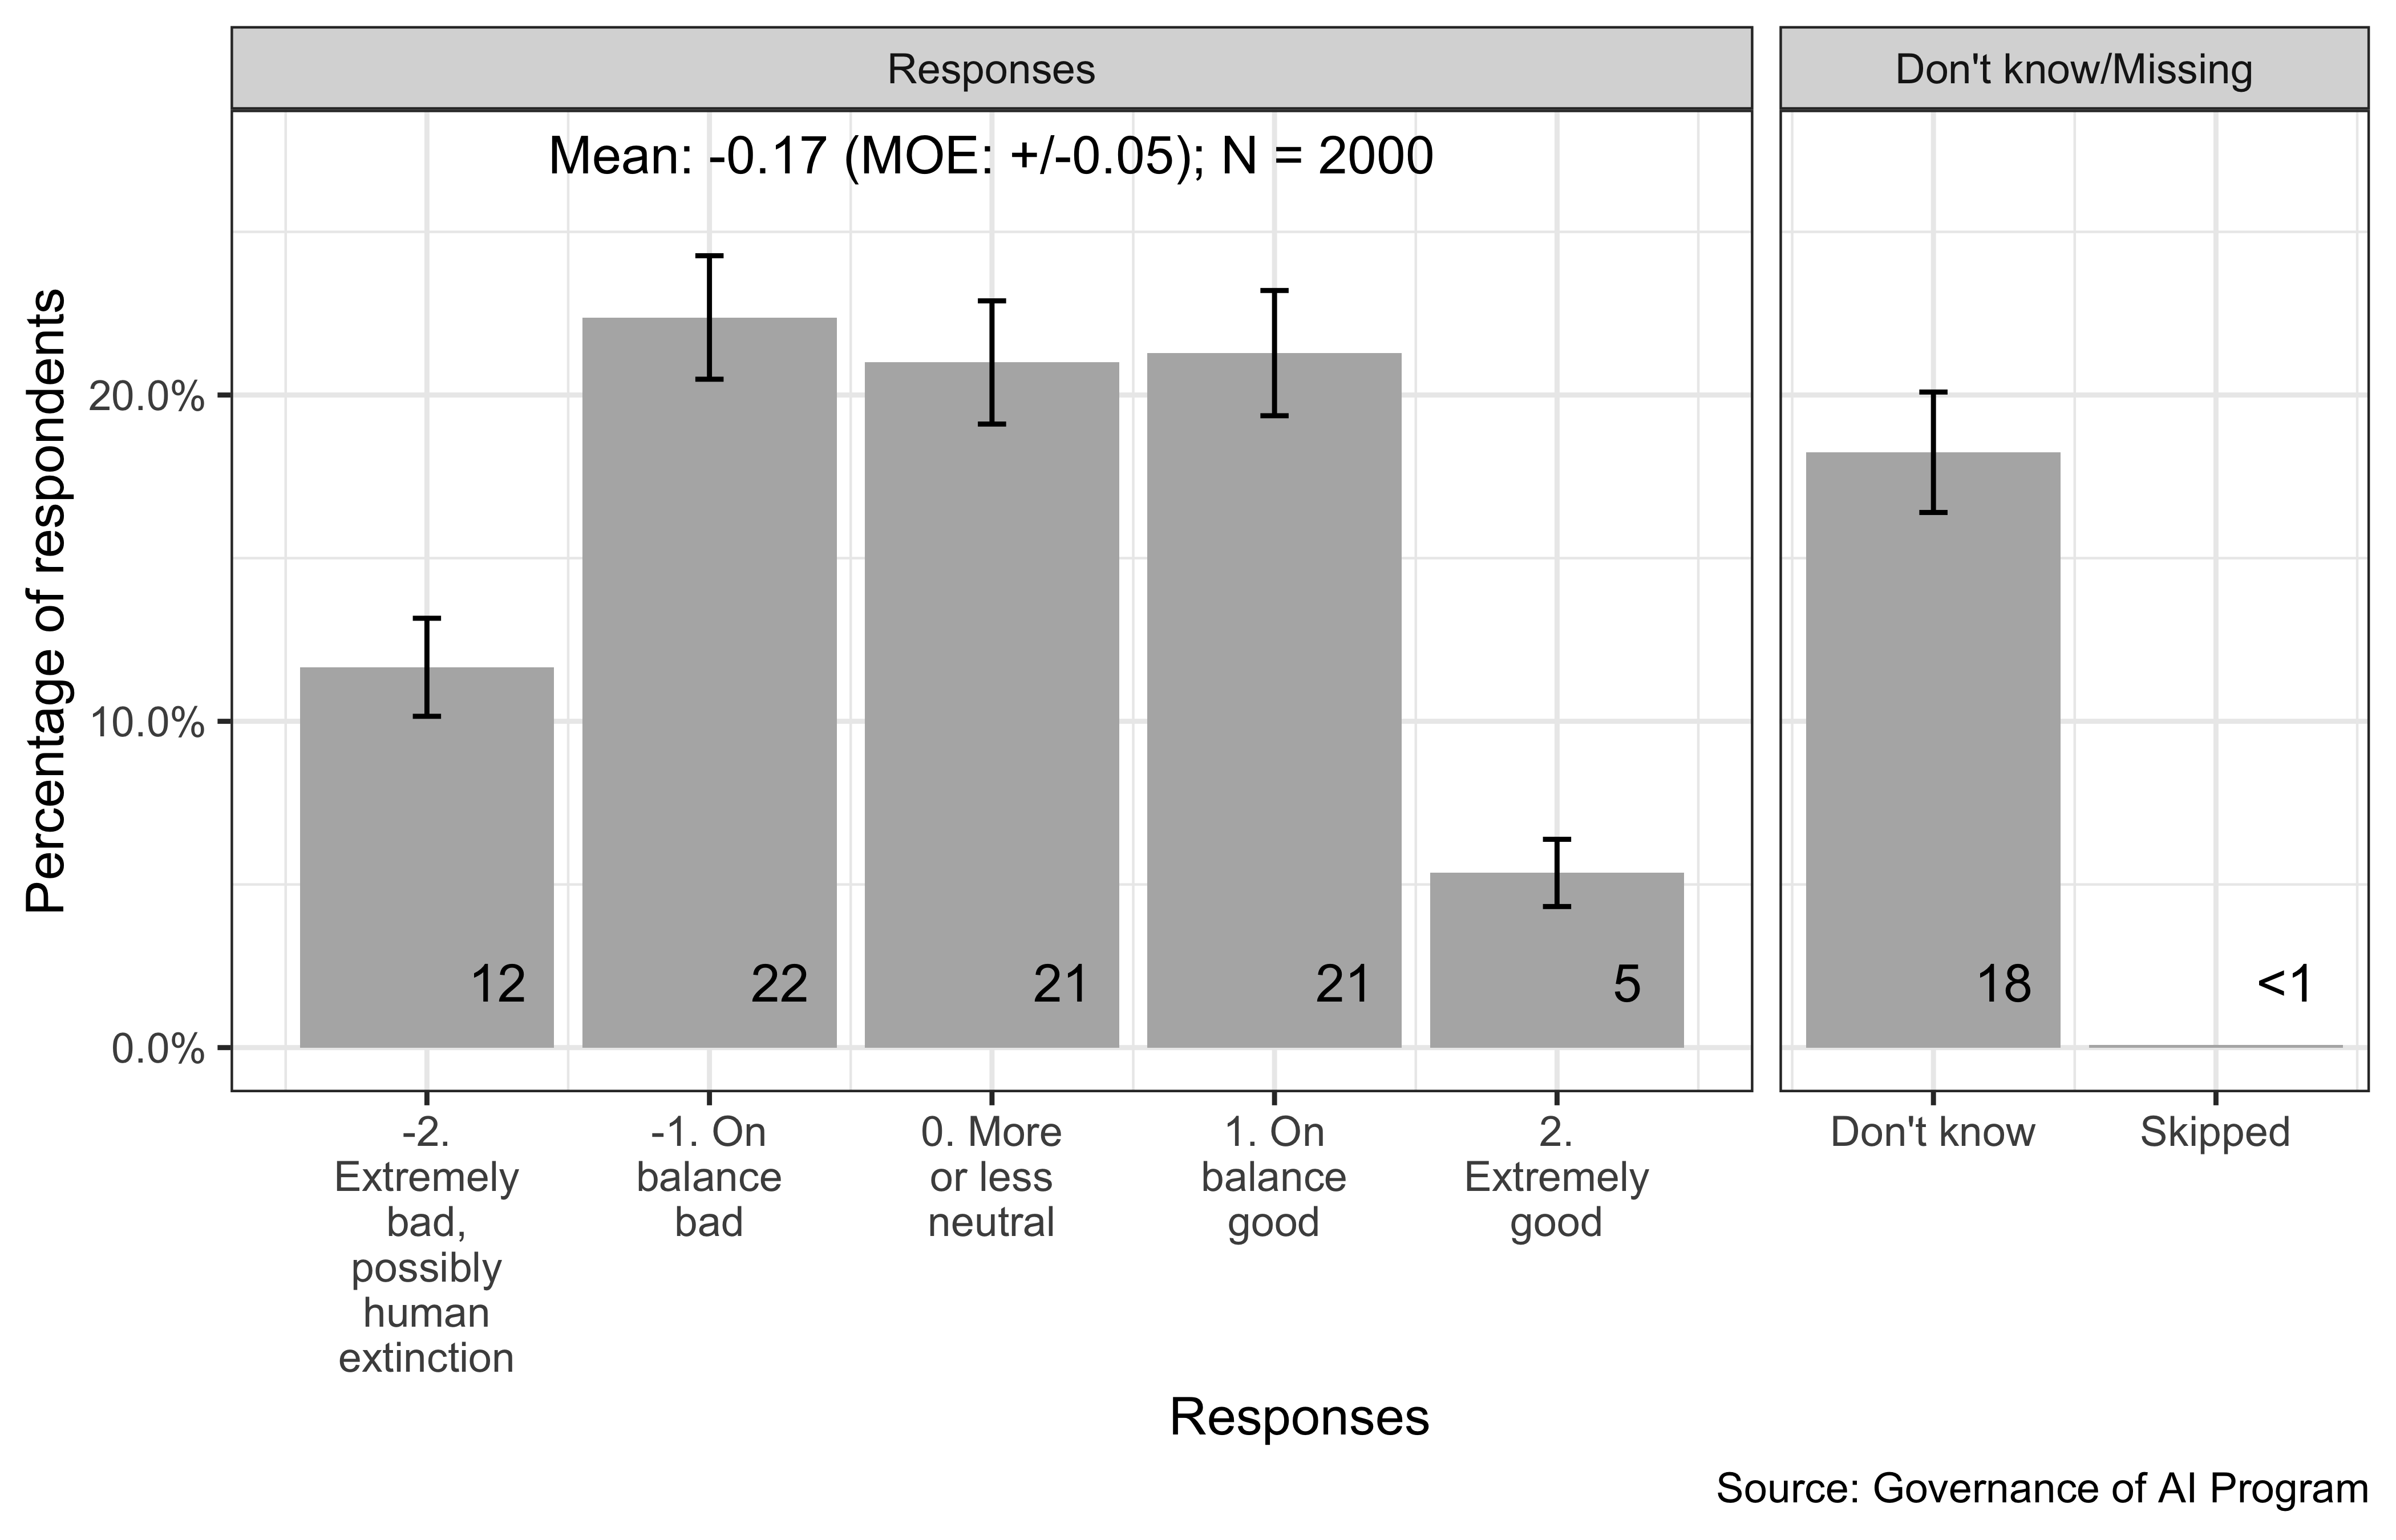 Responses
Don't know/Missing
Mean: -0.17 (MOE: +/-0.05); N = 2000
Percentage of respondents
20.0%
10.0%
0.0%
12
22
21
21
5
18
<1
-2.
Extremely
bad,
possibly
human
extinction
-1. On
balance
bad
0. More
or less
neutral
1. On
balance
good
2.
Extremely
good
Don't know
Skipped
Responses
Source: Governance of AI Program